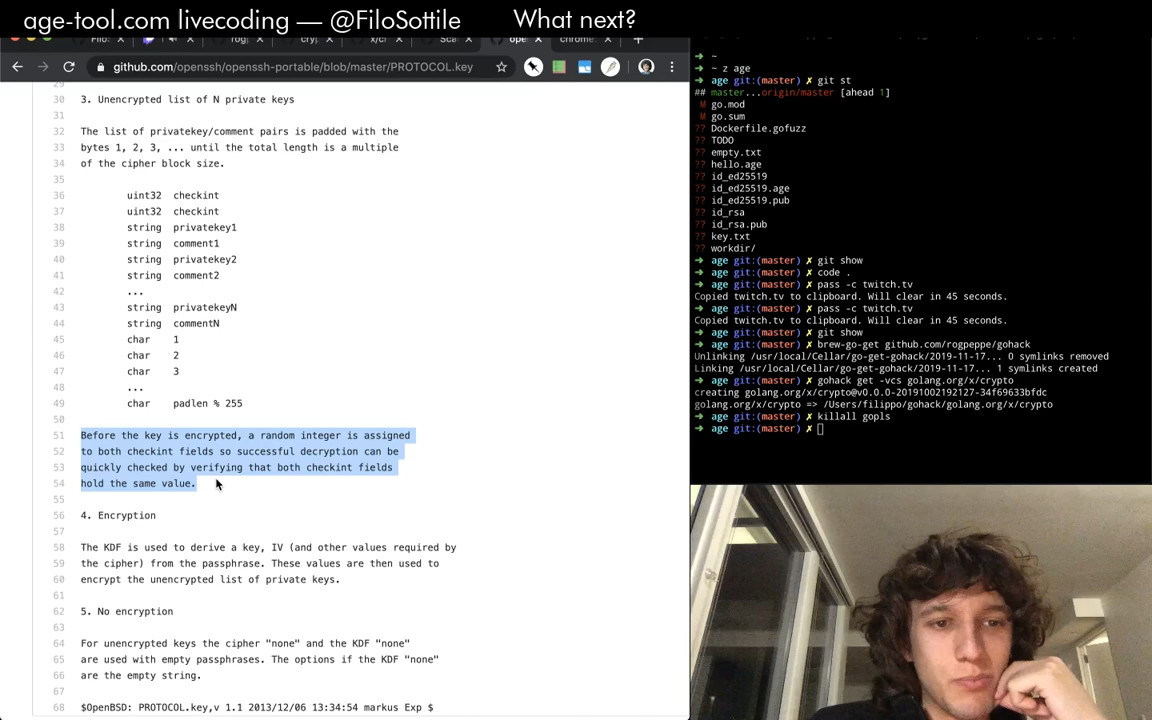 age-tool.com livecoding — @FiloSottile
What next?
github.com/openssh/openssh-portable/blob/master/PROTOCOL.key
29
30 3. Unencrypted list of N private keys
31
32 The list of privatekey/comment pairs is padded with the
33 bytes 1, 2, 3, ... until the total length is a multiple
34 of the cipher block size.
35
36 uint32 checkint
37 uint32 checkint
38 string privatekey1
39 string comment1
40 string privatekey2
41 string comment2
42 ...
43 string privatekeyN
44 string commentN
45 char 1
46 char 2
47 char 3
48 ...
49 char padlen % 255
50
51 Before the key is encrypted, a random integer is assigned
52 to both checkint fields so successful decryption can be
53 quickly checked by verifying that both checkint fields
54 hold the same value.
55
56 4. Encryption
57
58 The KDF is used to derive a key, IV (and other values required by
59 the cipher) from the passphrase. These values are then used to
60 encrypt the unencrypted list of private keys.
61
62 5. No encryption
63
64 For unencrypted keys the cipher "none" and the KDF "none"
65 are used with empty passphrases. The options if the KDF "none"
66 are the empty string.
67
68 $OpenBSD: PROTOCOL.key,v 1.1 2013/12/06 13:34:54 markus Exp $
➜ ~
➜ ~ z age
➜ age git:(master) ✗ git st
## master...origin/master [ahead 1]
M go.mod
M go.sum
?? Dockerfile.gofuzz
?? TODO
?? empty.txt
?? hello.age
?? id_ed25519
?? id_ed25519.age
?? id_ed25519.pub
?? id_rsa
?? id_rsa.pub
?? key.txt
?? workdir/
➜ age git:(master) ✗ git show
➜ age git:(master) ✗ code .
➜ age git:(master) ✗ pass -c twitch.tv
Copied twitch.tv to clipboard. Will clear in 45 seconds.
➜ age git:(master) ✗ pass -c twitch.tv
Copied twitch.tv to clipboard. Will clear in 45 seconds.
➜ age git:(master) ✗ git show
➜ age git:(master) ✗ brew-go-get github.com/rogpeppe/gohack
Unlinking /usr/local/Cellar/go-get-gohack/2019-11-17... 0 symlinks removed
Linking /usr/local/Cellar/go-get-gohack/2019-11-17... 1 symlinks created
➜ age git:(master) ✗ gohack get -vcs golang.org/x/crypto
creating golang.org/x/crypto@v0.0.0-20191002192127-34f69633bfdc
golang.org/x/crypto => /Users/filippo/gohack/golang.org/x/crypto
➜ age git:(master) ✗ killall gopls
➜ age git:(master) ✗